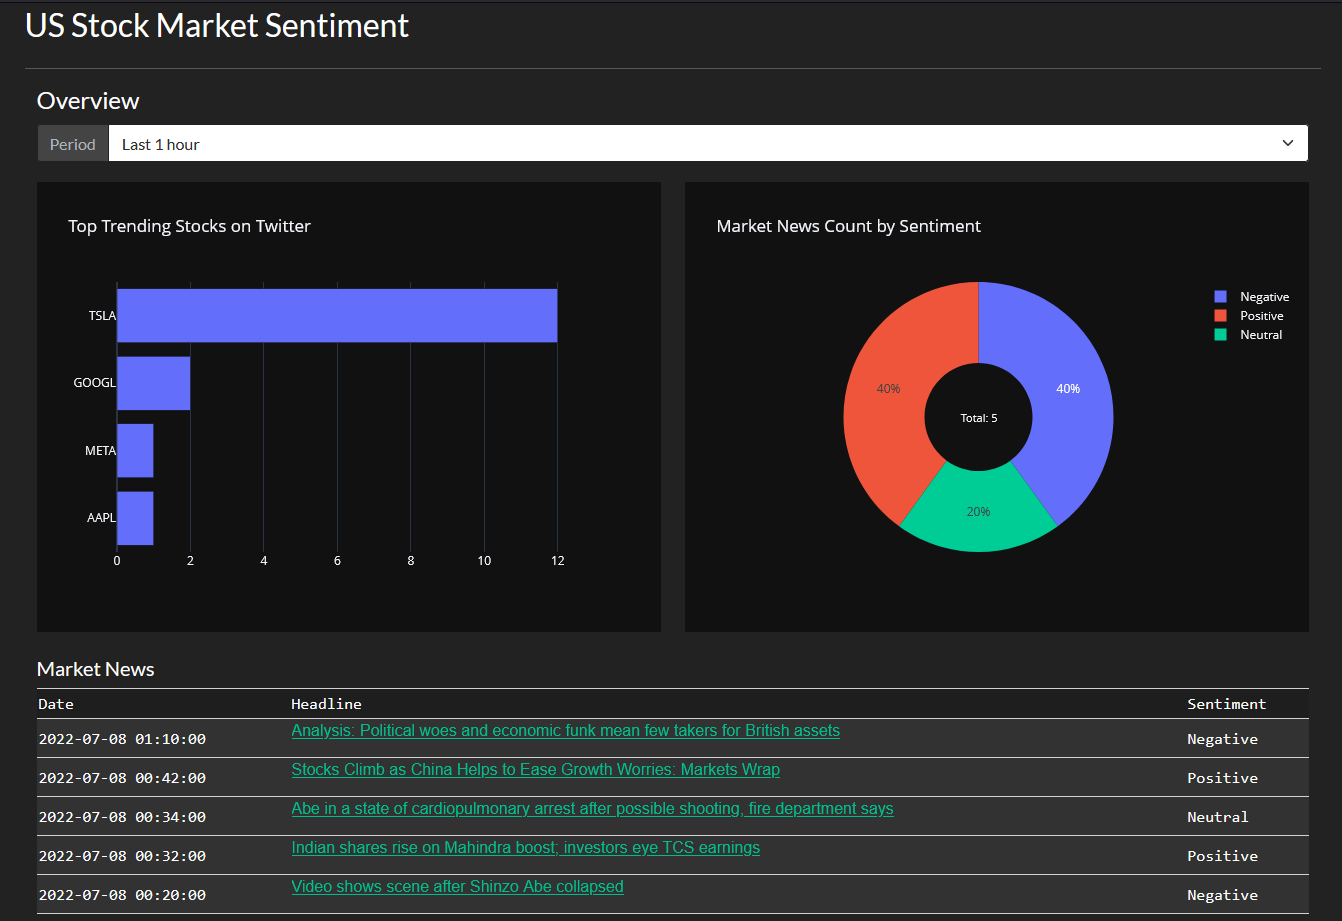 US Stock Market Sentiment
Overview
Period Last 1 hour
Top Trending Stocks on Twitter
TSLA
GOOGL
META
AAPL
0 2 4 6 8 10 12
Market News Count by Sentiment
Negative
Positive
Neutral
40% 40%
Total: 5
20%
Market News
Date Headline Sentiment
2022-07-08 01:10:00 Analysis: Political woes and economic funk mean few takers for British assets Negative
2022-07-08 00:42:00 Stocks Climb as China Helps to Ease Growth Worries: Markets Wrap Positive
2022-07-08 00:34:00 Abe in a state of cardiopulmonary arrest after possible shooting, fire department says Neutral
2022-07-08 00:32:00 Indian shares rise on Mahindra boost; investors eye TCS earnings Positive
2022-07-08 00:20:00 Video shows scene after Shinzo Abe collapsed Negative